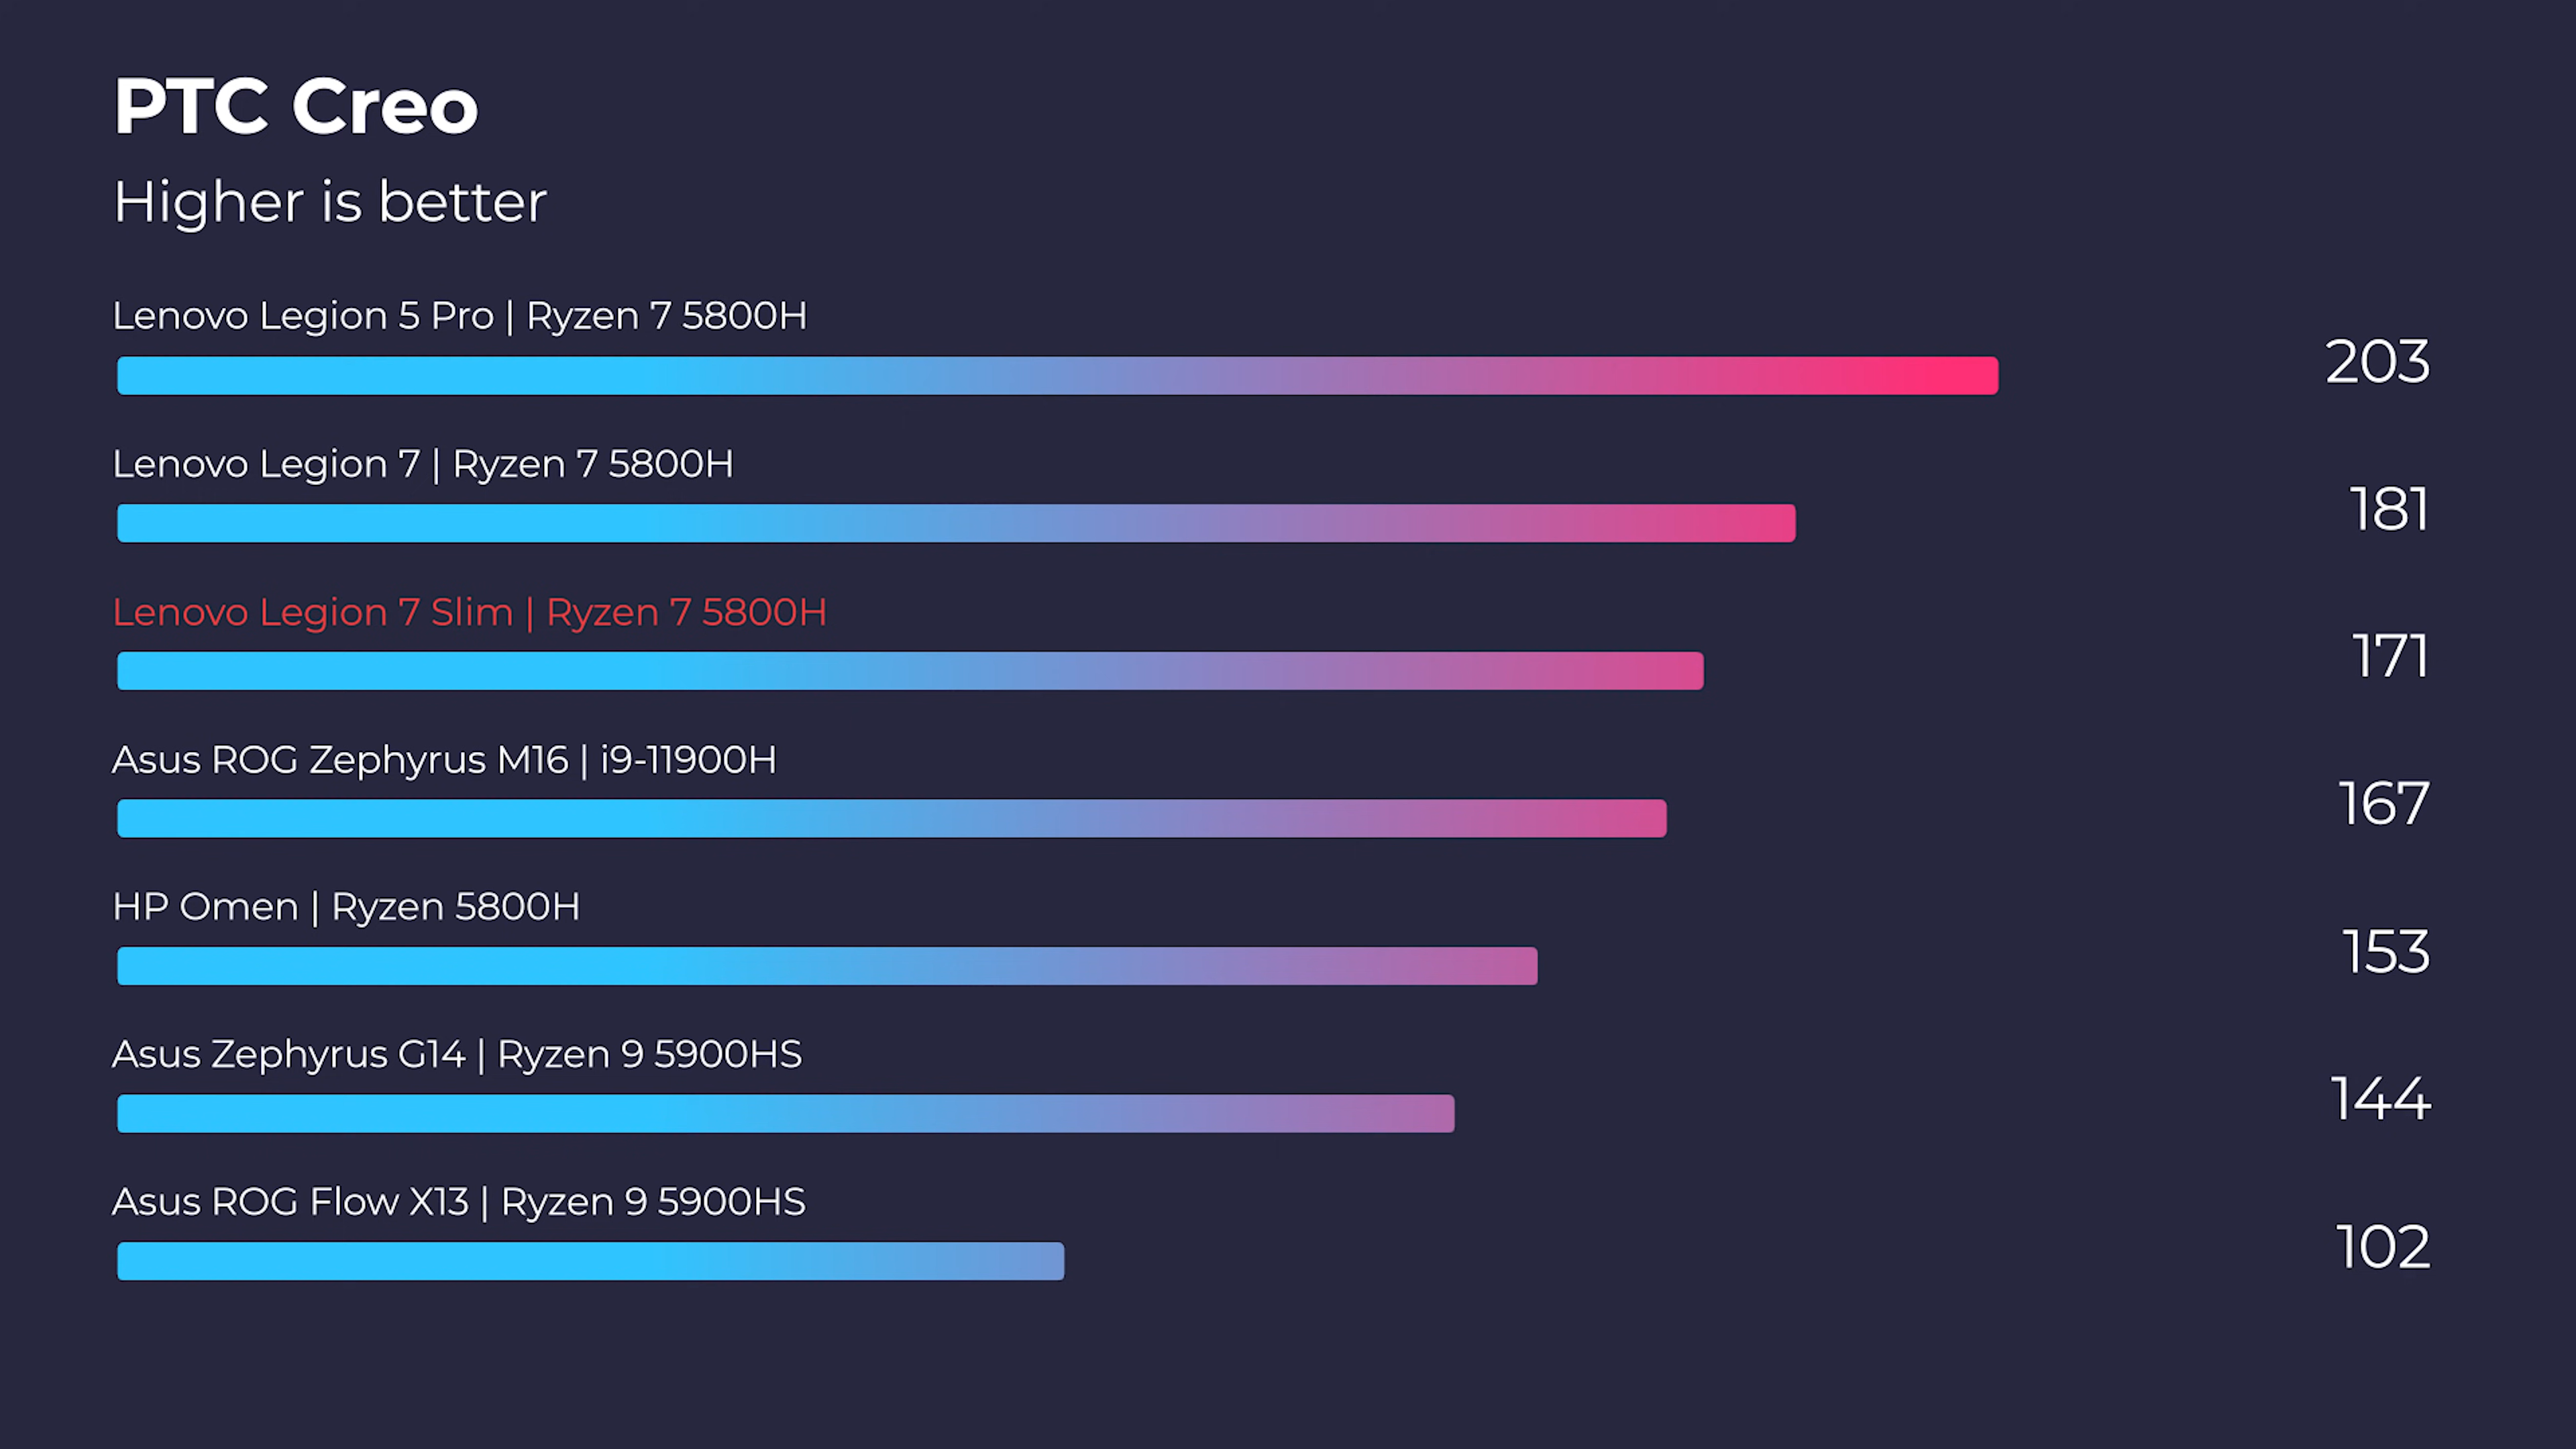 PTC Creo
Higher is better
Lenovo Legion 5 Pro | Ryzen 7 5800H
203
Lenovo Legion 7 | Ryzen 7 5800H
181
Lenovo Legion 7 Slim | Ryzen 7 5800H
171
Asus ROG Zephyrus M16 | i9-11900H
167
HP Omen | Ryzen 5800H
153
Asus Zephyrus G14 | Ryzen 9 5900HS
144
Asus ROG Flow X13 | Ryzen 9 5900HS
102